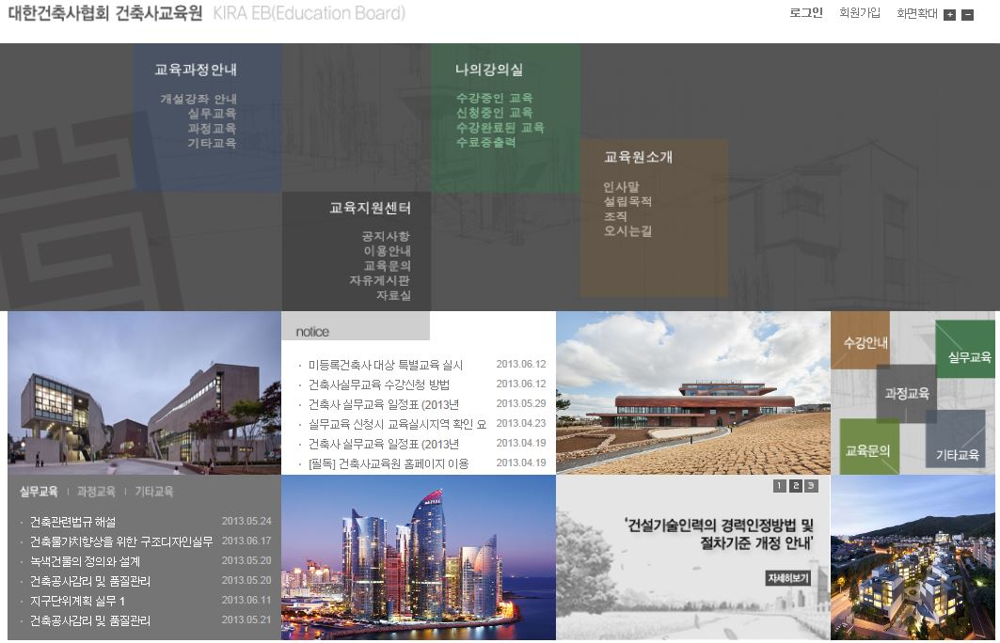 대한건축사협회 건축사교육원 KIRA EB(Education Board)
로그인 회원가입 화면확대 + -
교육과정안내
개설강좌 안내
실무교육
과정교육
기타교육
나의강의실
수강중인 교육
신청중인 교육
수강완료된 교육
수료증출력
교육원소개
인사말
설립목적
조직
오시는길
교육지원센터
공지사항
이용안내
교육문의
자유게시판
자료실
notice
· 미등록건축사 대상 특별교육 실시 2013.06.12
· 건축사실무교육 수강신청 방법 2013.06.12
· 건축사 실무교육 일정표 (2013년 2013.05.29
· 실무교육 신청시 교육실시지역 확인 요 2013.04.23
· 건축사 실무교육 일정표 (2013년 2013.04.19
· [필독] 건축사교육원 홈페이지 이용 2013.04.19
수강안내
실무교육
과정교육
교육문의
기타교육
실무교육 | 과정교육 | 기타교육
· 건축관련법규 해설 2013.05.24
· 건축물가치향상을 위한 구조디자인실무 2013.06.17
· 녹색건물의 정의와 설계 2013.05.20
· 건축공사감리 및 품질관리 2013.05.20
· 지구단위계획 실무 1 2013.06.11
· 건축공사감리 및 품질관리 2013.05.21
1 2 3
'건설기술인력의 경력인정방법 및
절차기준 개정 안내'
자세히보기